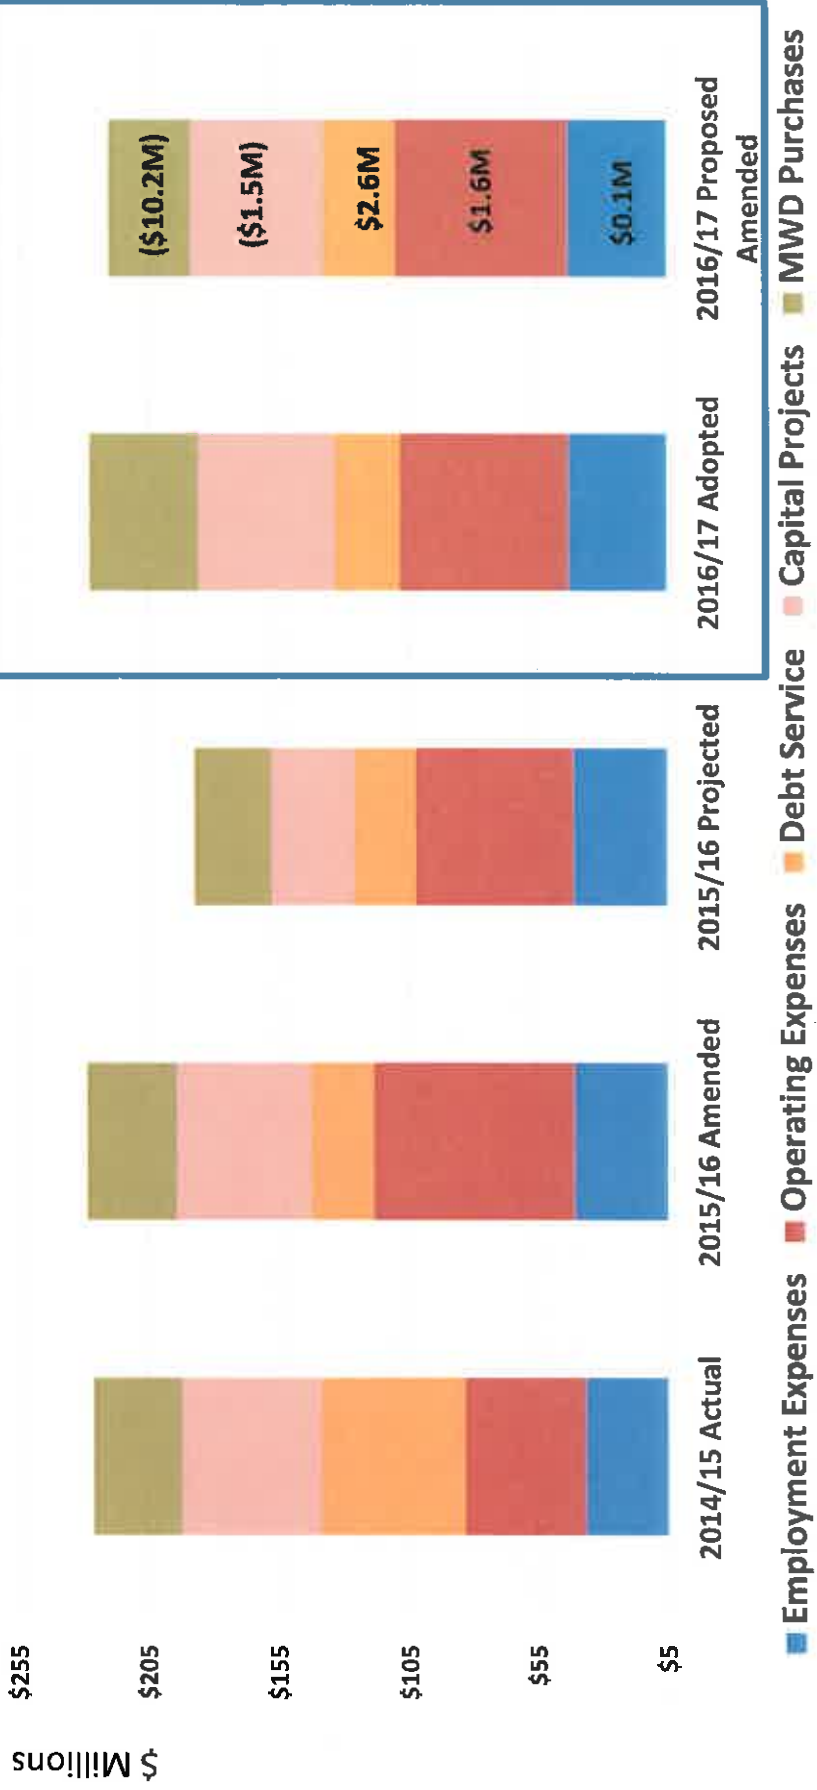 $ Millions
$255
$205
$155
$105
$55
$5
($10.2M)
($1.5M)
$2.6M
$1.6M
$0.1M
2014/15 Actual
2015/16 Amended
2015/16 Projected
2016/17 Adopted
2016/17 Proposed
Amended
Employment Expenses
Operating Expenses
Debt Service
Capital Projects
MWD Purchases